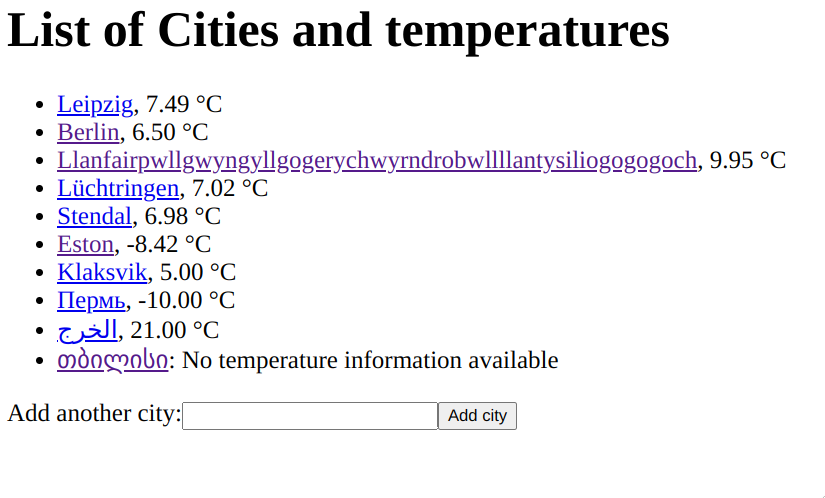 List of Cities and temperatures
Leipzig, 7.49 °C
Berlin, 6.50 °C
Llanfairpwllgwyngyllgogerychwyrndrobwllllantysiliogogogoch, 9.95 °C
Lüchtringen, 7.02 °C
Stendal, 6.98 °C
Eston, -8.42 °C
Klaksvik, 5.00 °C
Пермь, -10.00 °C
الخرج, 21.00 °C
თბილისი: No temperature information available
Add another city: Add city